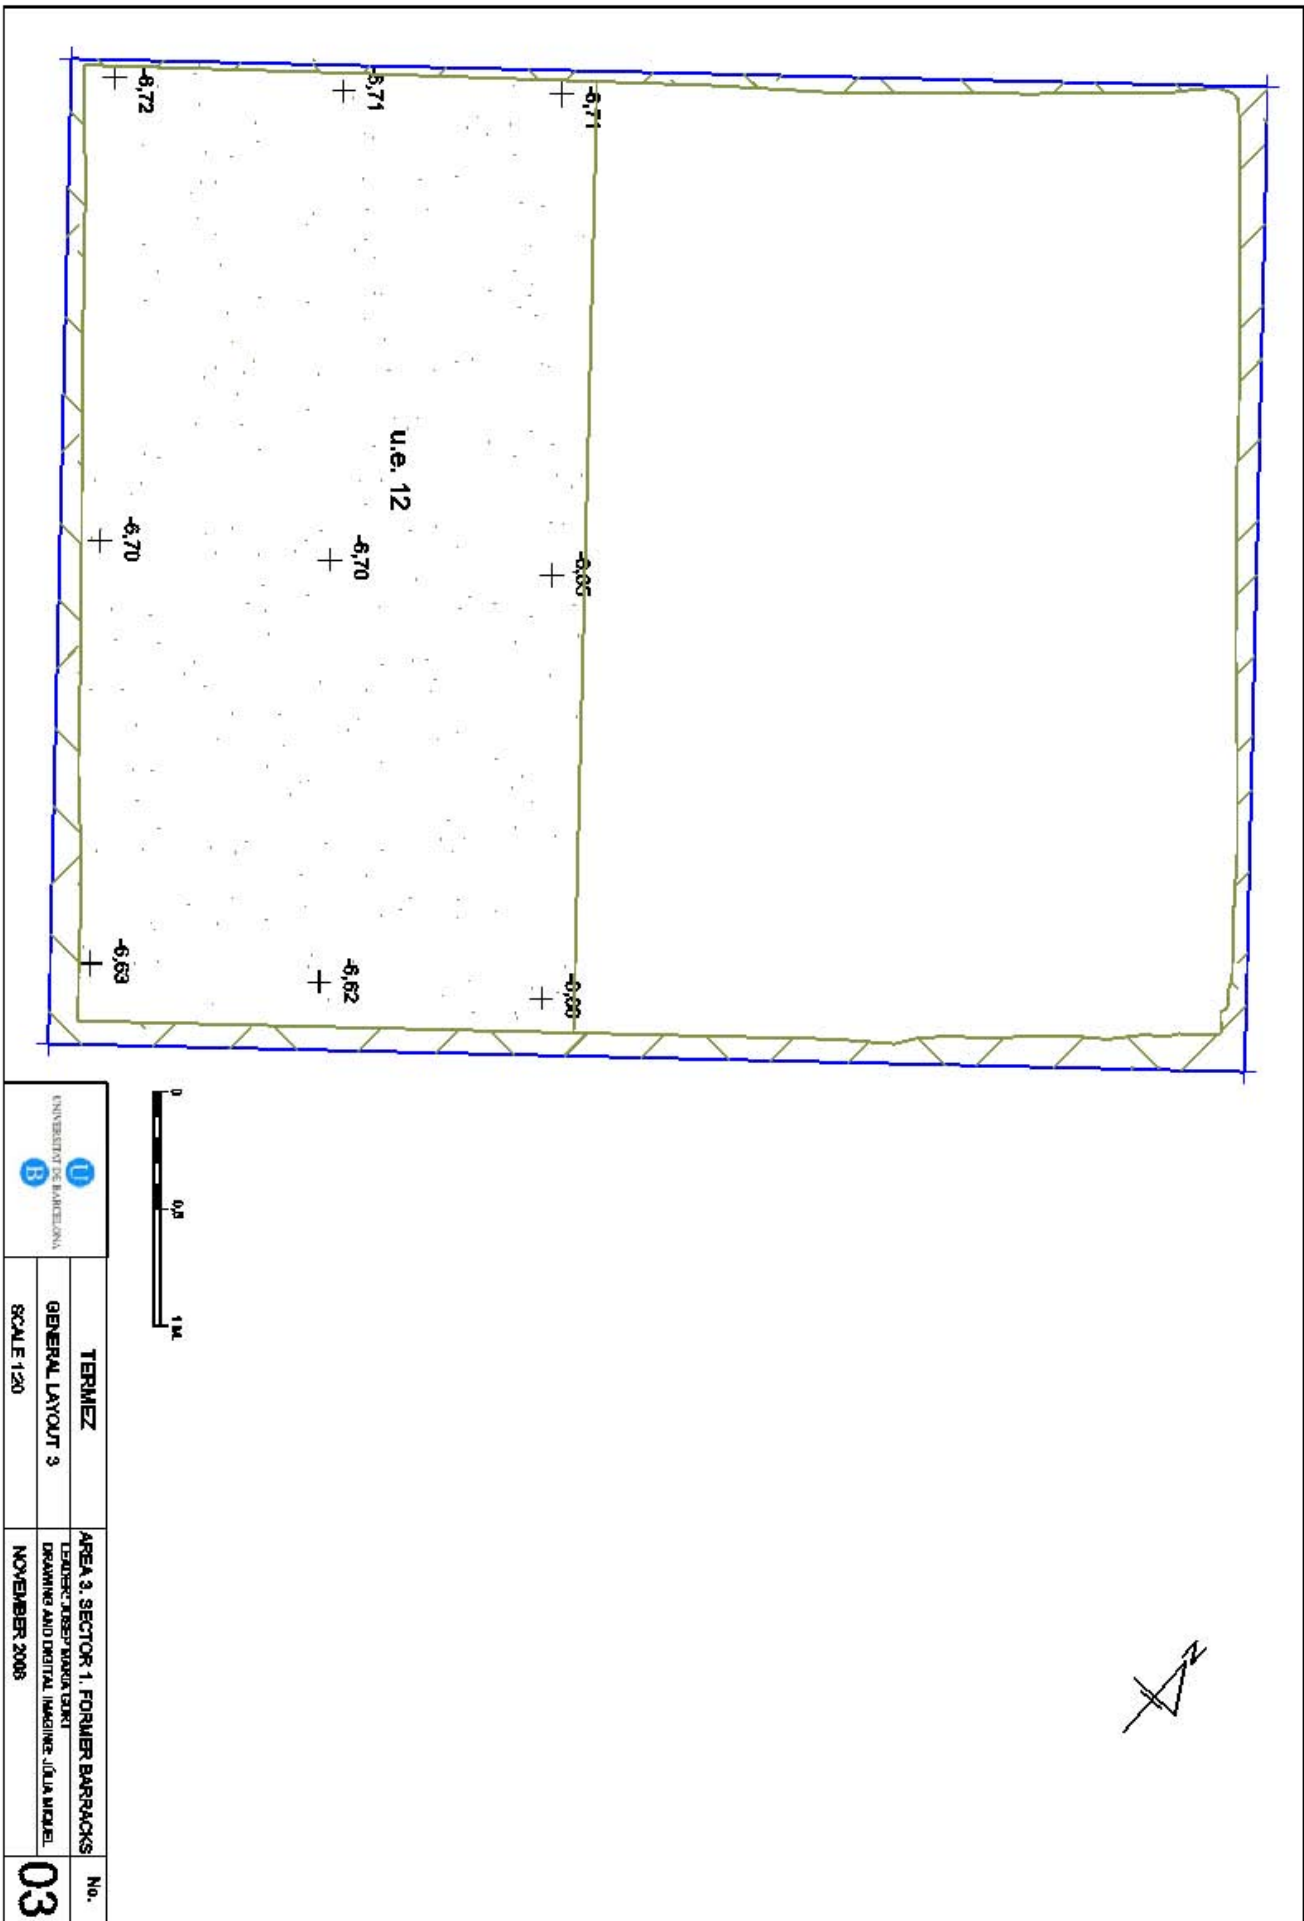 -6,71
-6,71
-6,72
u.e. 12
-6,70
-6,70
-6,62
-6,63
0
0,5
1 M.
UNIVERSITAT DE BARCELONA
U
B
TERMEZ
GENERAL LAYOUT 3
SCALE 1:20
AREA 3. SECTOR 1. FORMER BARRACKS
LEADER: JOSEP MARIA GURT
DRAWING AND DIGITAL IMAGING: JÚLIA MIQUEL
NOVEMBER 2008
No.
03
N